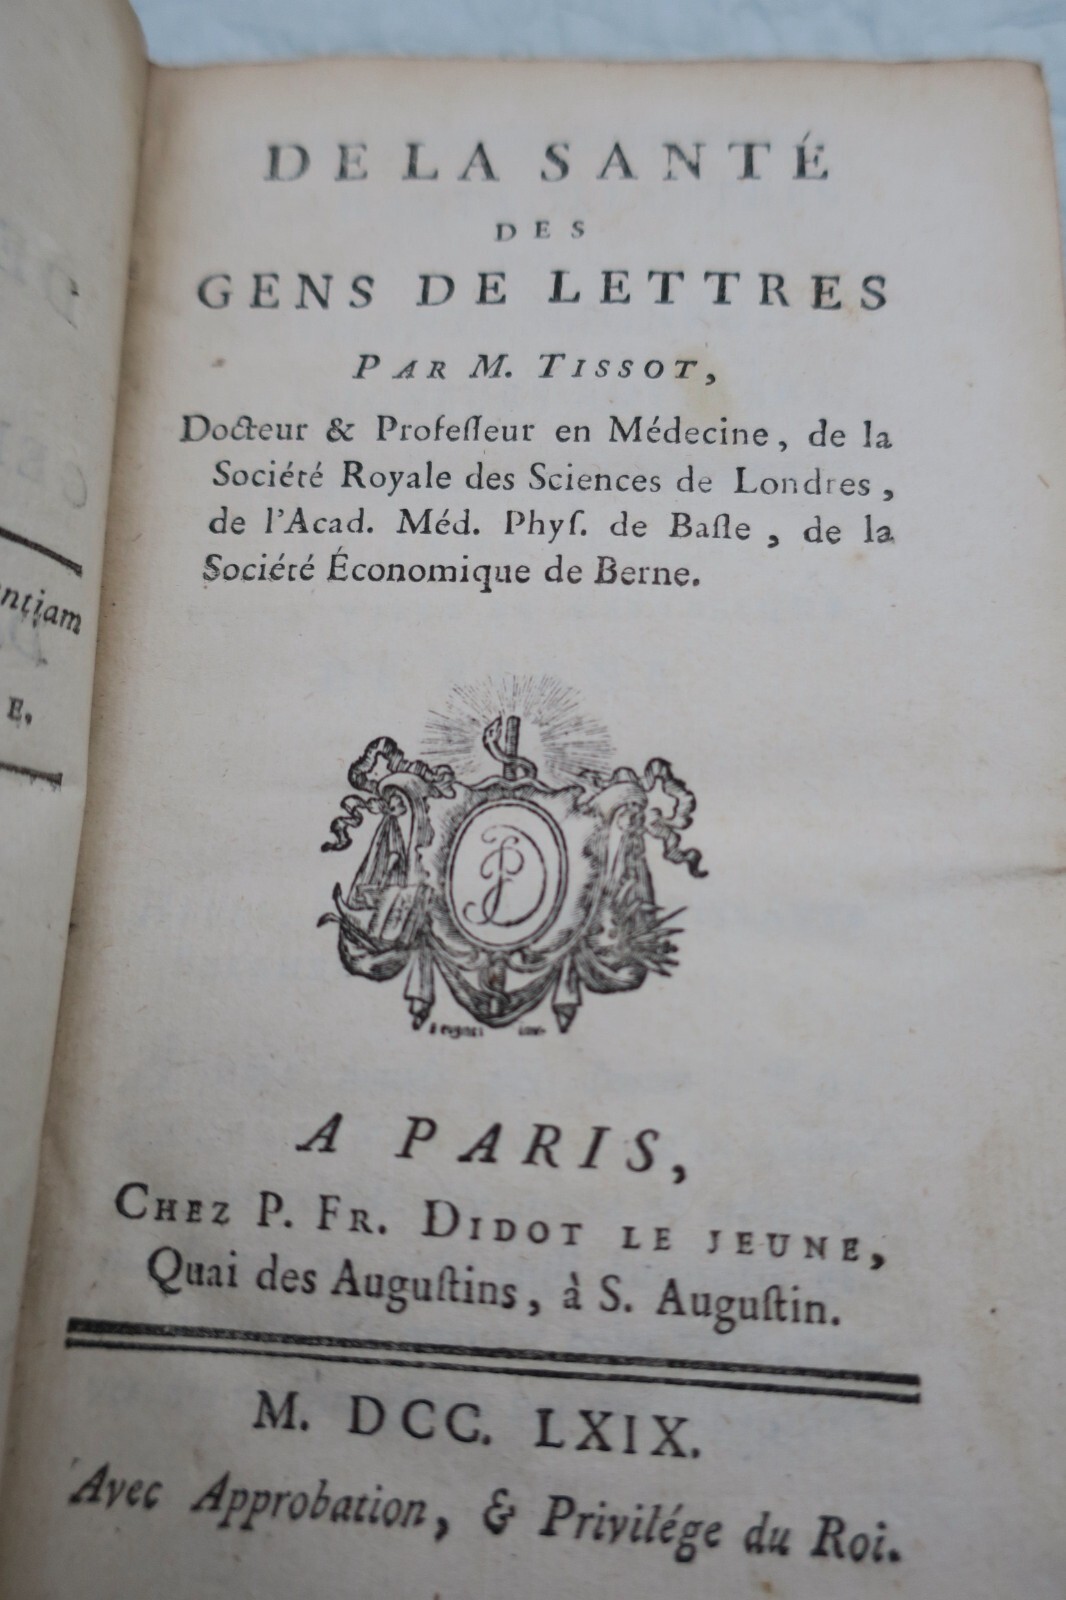 DE LA SANTÉ
DES
GENS DE LETTRES
PAR M. TISSOT,
Docteur & Profeſſeur en Médecine, de la
Société Royale des Sciences de Londres,
de l'Acad. Méd. Phyſ. de Baſle, de la
Société Économique de Berne.
A PARIS,
CHEZ P. FR. DIDOT LE JEUNE,
Quai des Auguſtins, à S. Auguſtin.
M. DCC. LXIX.
Avec Approbation, & Privilége du Roi.
ntiam
E.